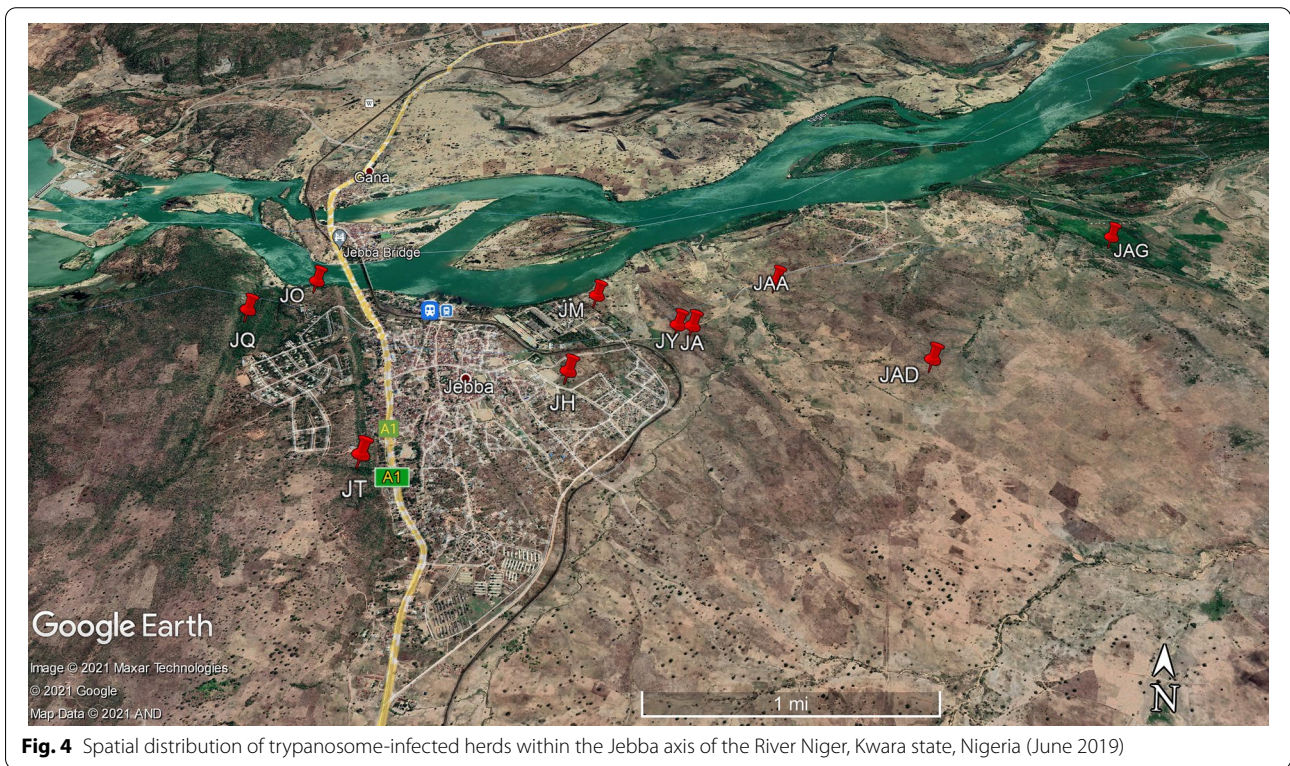 Niger
Gana
Jebba Bridge
JAG
JAA
JO
JM
JQ
JY
JA
JAD
Jebba
JH
A1
A1
JT
Google Earth
Image © 2021 Maxar Technologies
© 2021 Google
Map Data © 2021 AND
1 mi
N
Fig. 4 Spatial distribution of trypanosome-infected herds within the Jebba axis of the River Niger, Kwara state, Nigeria (June 2019)